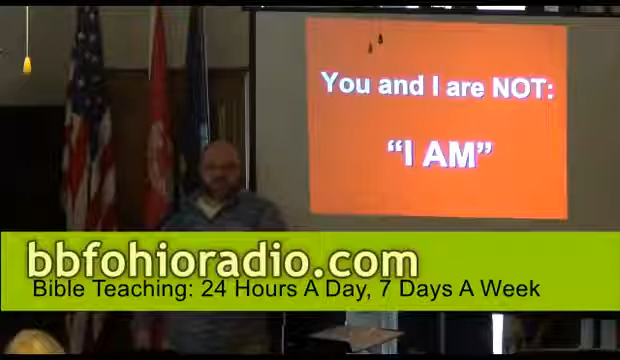 You and I are NOT:
“I AM”
bbfohioradio.com
Bible Teaching: 24 Hours A Day, 7 Days A Week